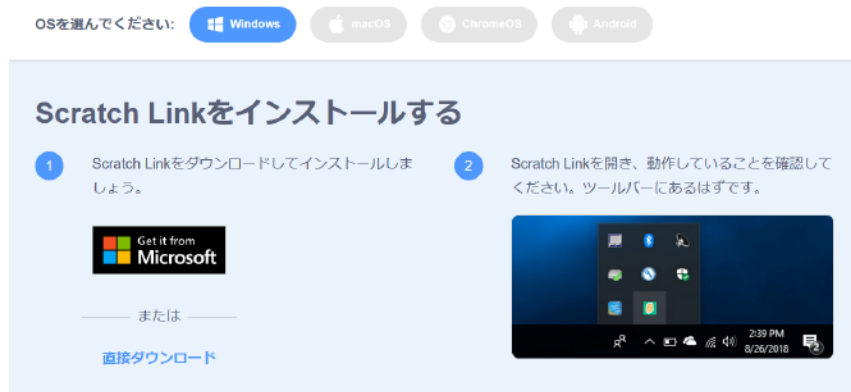 OSを選んでください: Windows macOS ChromeOS Android
Scratch Linkをインストールする
1 Scratch Linkをダウンロードしてインストールしま
しょう。
Get it from
Microsoft
または
直接ダウンロード
2 Scratch Linkを開き、動作していることを確認して
ください。ツールバーにあるはずです。
2:39 PM
8/26/2018
2